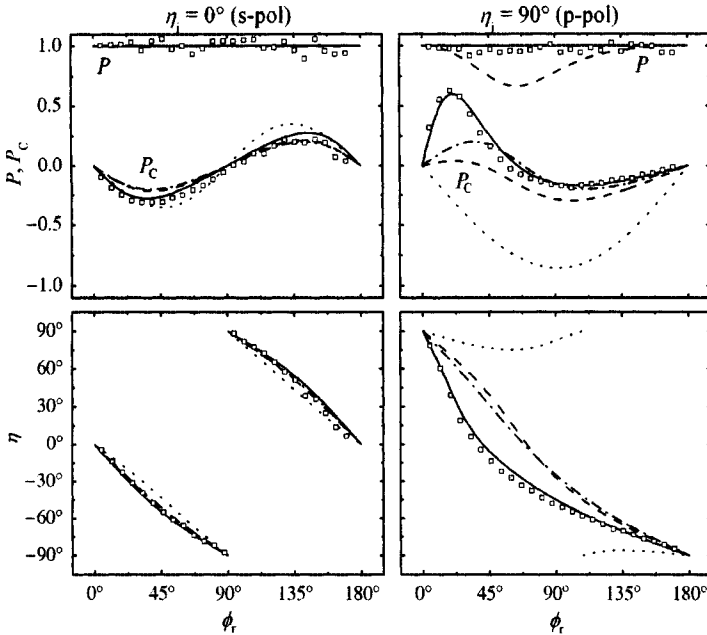 η_i = 0° (s-pol)
η_i = 90° (p-pol)
P, P_C
1.0
0.5
0.0
−0.5
−1.0
P
P_C
P
P_C
η
90°
60°
30°
0°
−30°
−60°
−90°
0° 45° 90° 135° 180°
0° 45° 90° 135° 180°
ϕ_r
ϕ_r